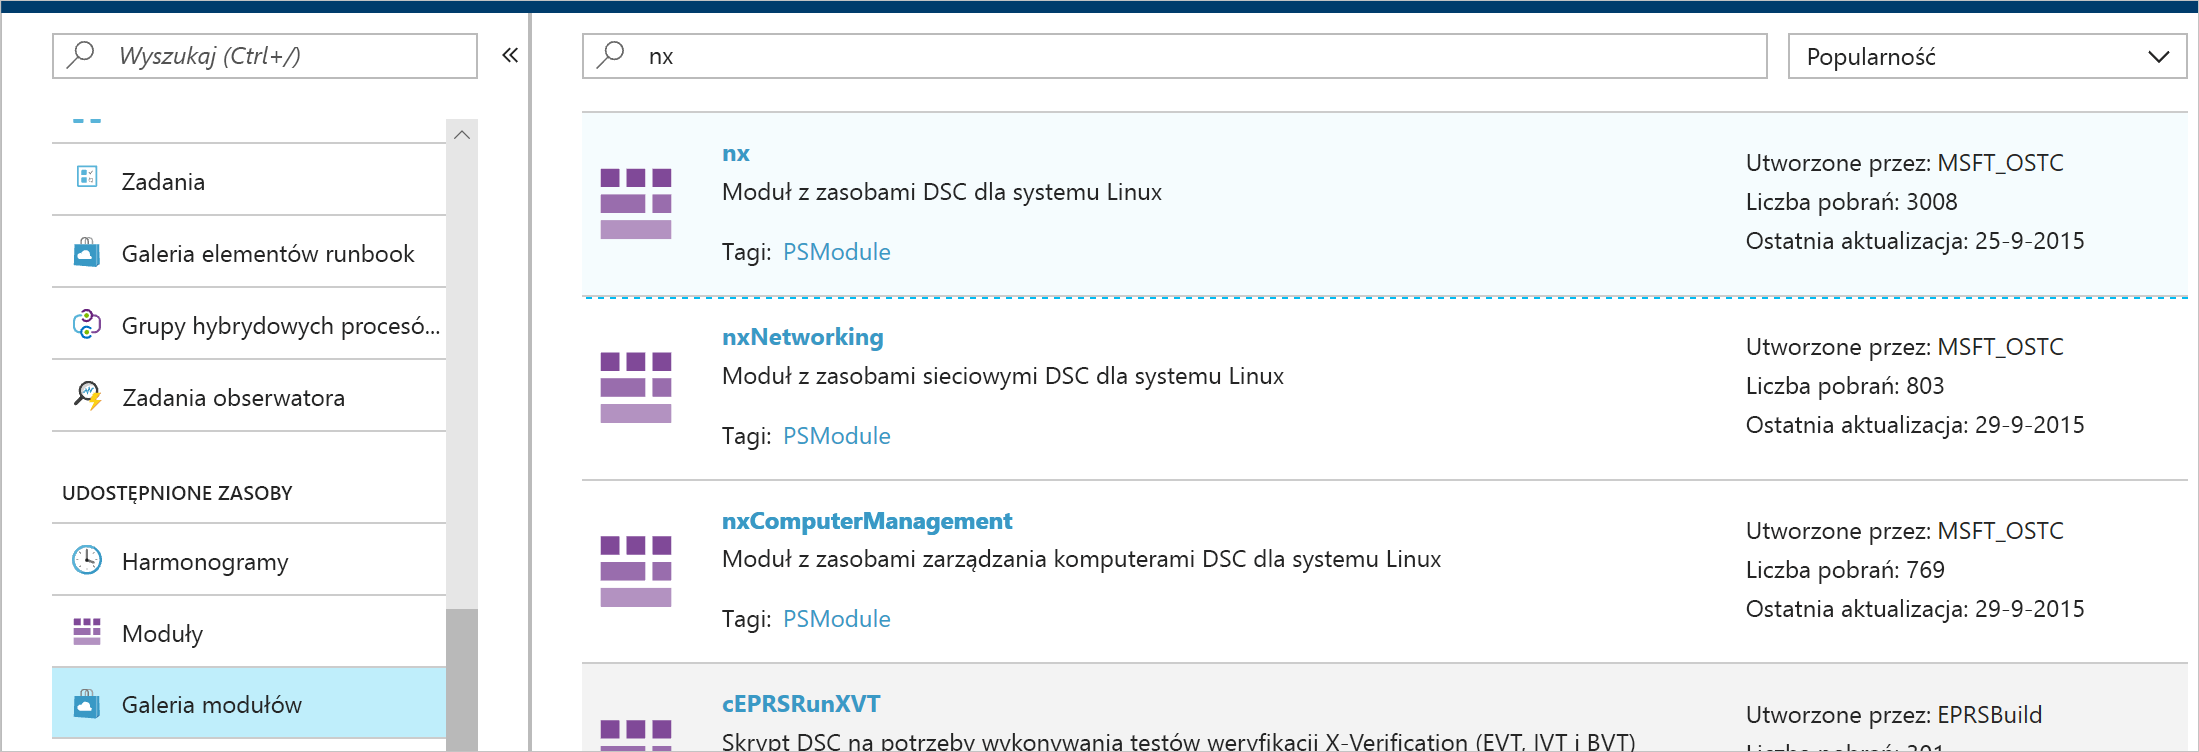 Wyszukaj (Ctrl+/)
«
Zadania
Galeria elementów runbook
Grupy hybrydowych procesó...
Zadania obserwatora
UDOSTĘPNIONE ZASOBY
Harmonogramy
Moduły
Galeria modułów
nx
Popularność
nx
Moduł z zasobami DSC dla systemu Linux
Tagi: PSModule
Utworzone przez: MSFT_OSTC
Liczba pobrań: 3008
Ostatnia aktualizacja: 25-9-2015
nxNetworking
Moduł z zasobami sieciowymi DSC dla systemu Linux
Tagi: PSModule
Utworzone przez: MSFT_OSTC
Liczba pobrań: 803
Ostatnia aktualizacja: 29-9-2015
nxComputerManagement
Moduł z zasobami zarządzania komputerami DSC dla systemu Linux
Tagi: PSModule
Utworzone przez: MSFT_OSTC
Liczba pobrań: 769
Ostatnia aktualizacja: 29-9-2015
cEPRSRunXVT
Skrypt DSC na potrzeby wykonywania testów weryfikacji X-Verification (EVT, IVT i BVT)
Utworzone przez: EPRSBuild
Liczba pobrań: 301